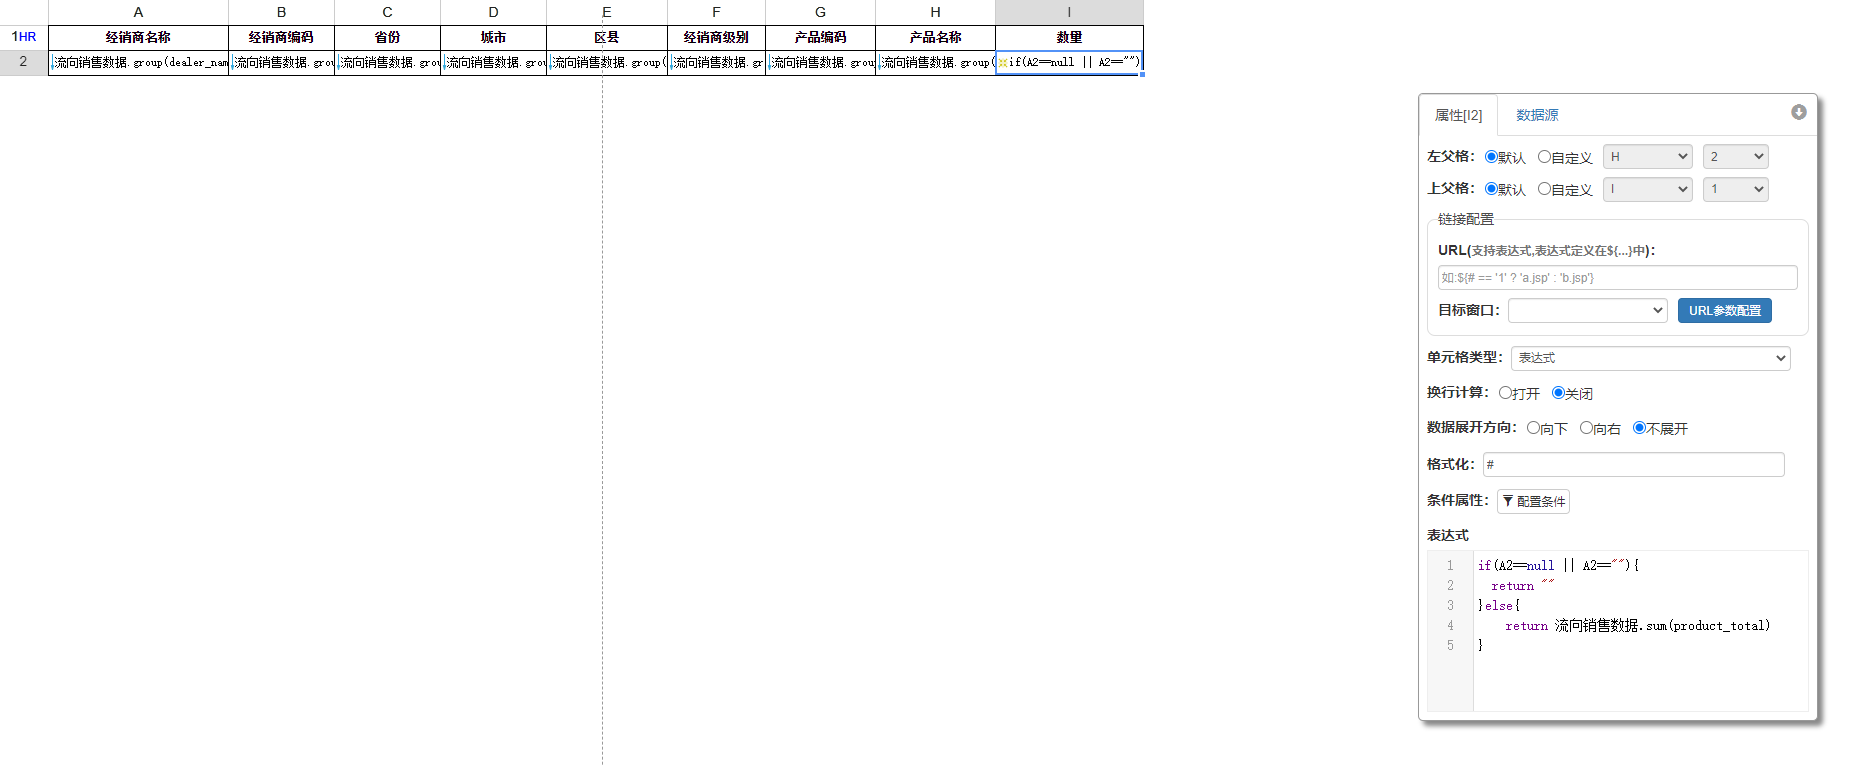 A B C D E F G H I
1HR 经销商名称 经销商编码 省份 城市 区县 经销商级别 产品编码 产品名称 数量
2 流向销售数据.group(dealer_nam 流向销售数据.grou 流向销售数据.grou 流向销售数据.grou 流向销售数据.group( 流向销售数据.gr 流向销售数据.grou 流向销售数据.group( if(A2==null || A2=="")
属性[I2] 数据源
左父格: 默认 自定义 H 2
上父格: 默认 自定义 I 1
链接配置
URL(支持表达式,表达式定义在${...}中):
如:${# == '1' ? 'a.jsp' : 'b.jsp'}
目标窗口: URL参数配置
单元格类型: 表达式
换行计算: 打开 关闭
数据展开方向: 向下 向右 不展开
格式化: #
条件属性: 配置条件
表达式
1 if(A2==null || A2==""){
2 return ""
3 }else{
4 return 流向销售数据.sum(product_total)
5 }